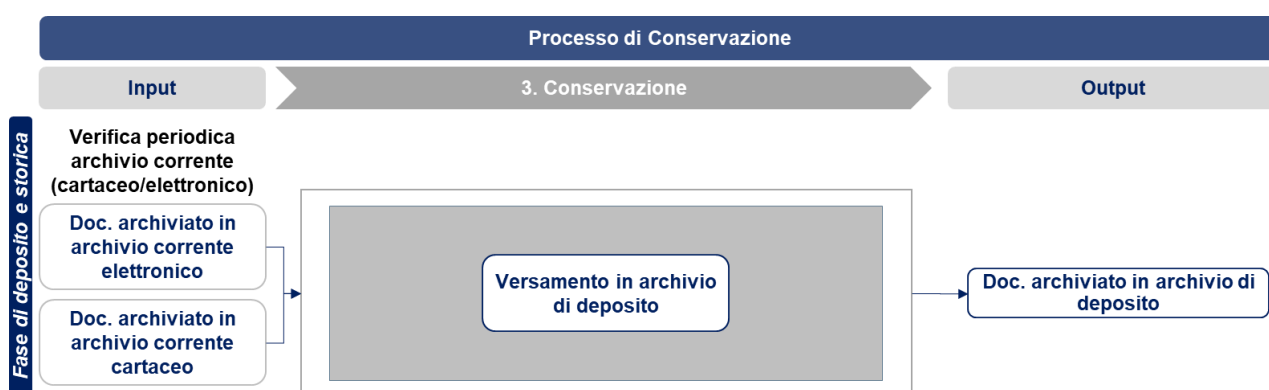 Processo di Conservazione
Input
3. Conservazione
Output
Fase di deposito e storica
Verifica periodica
archivio corrente
(cartaceo/elettronico)
Doc. archiviato in
archivio corrente
elettronico
Doc. archiviato in
archivio corrente
cartaceo
Versamento in archivio
di deposito
Doc. archiviato in archivio di
deposito